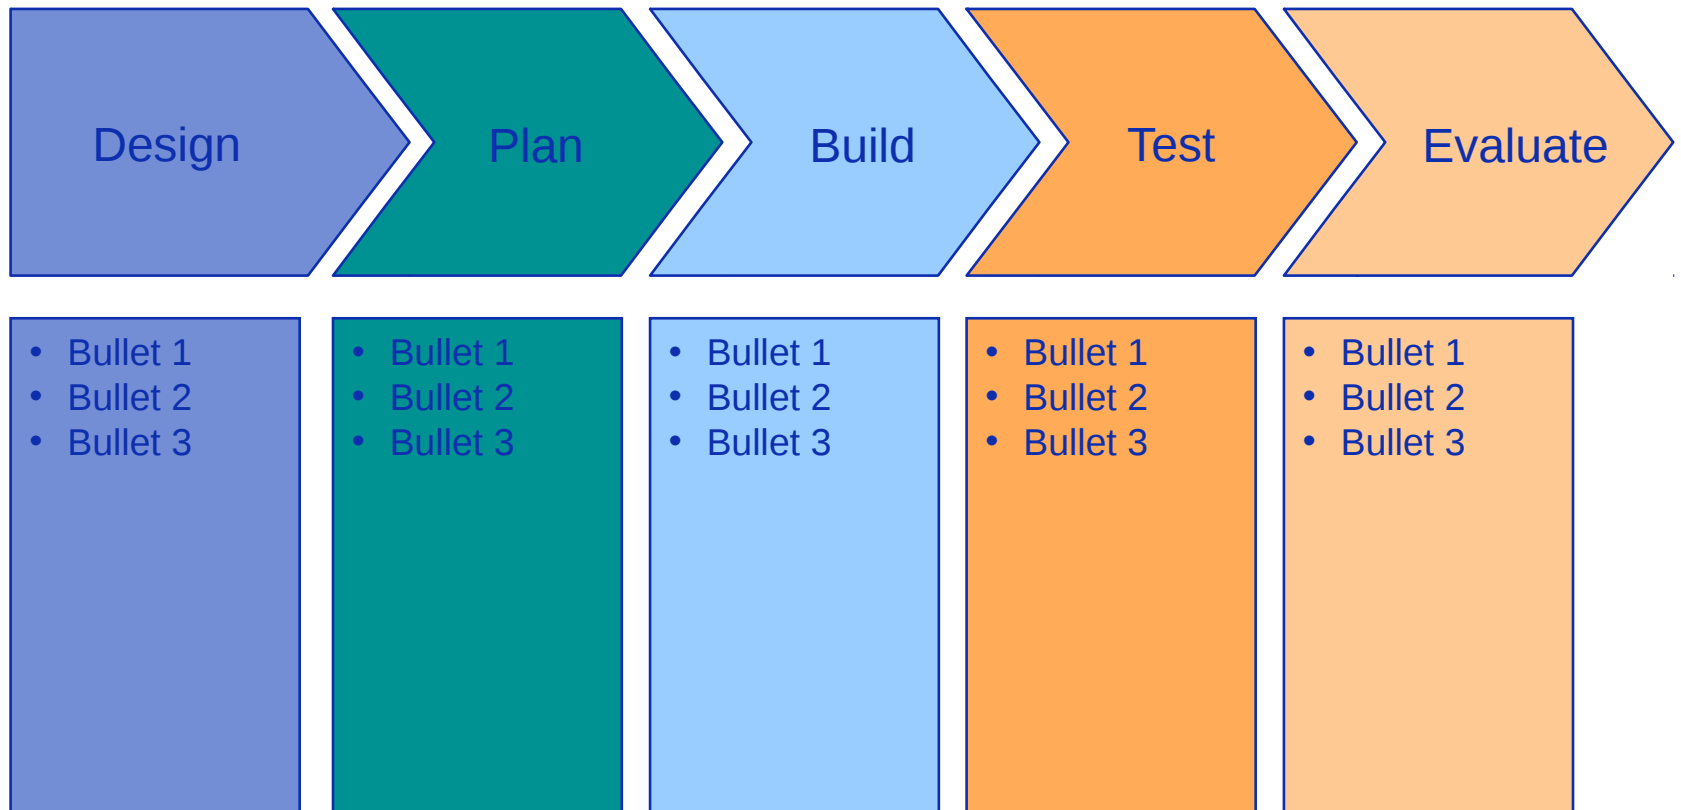 Design
Plan
Build
Test
Evaluate
• Bullet 1
• Bullet 2
• Bullet 3
• Bullet 1
• Bullet 2
• Bullet 3
• Bullet 1
• Bullet 2
• Bullet 3
• Bullet 1
• Bullet 2
• Bullet 3
• Bullet 1
• Bullet 2
• Bullet 3